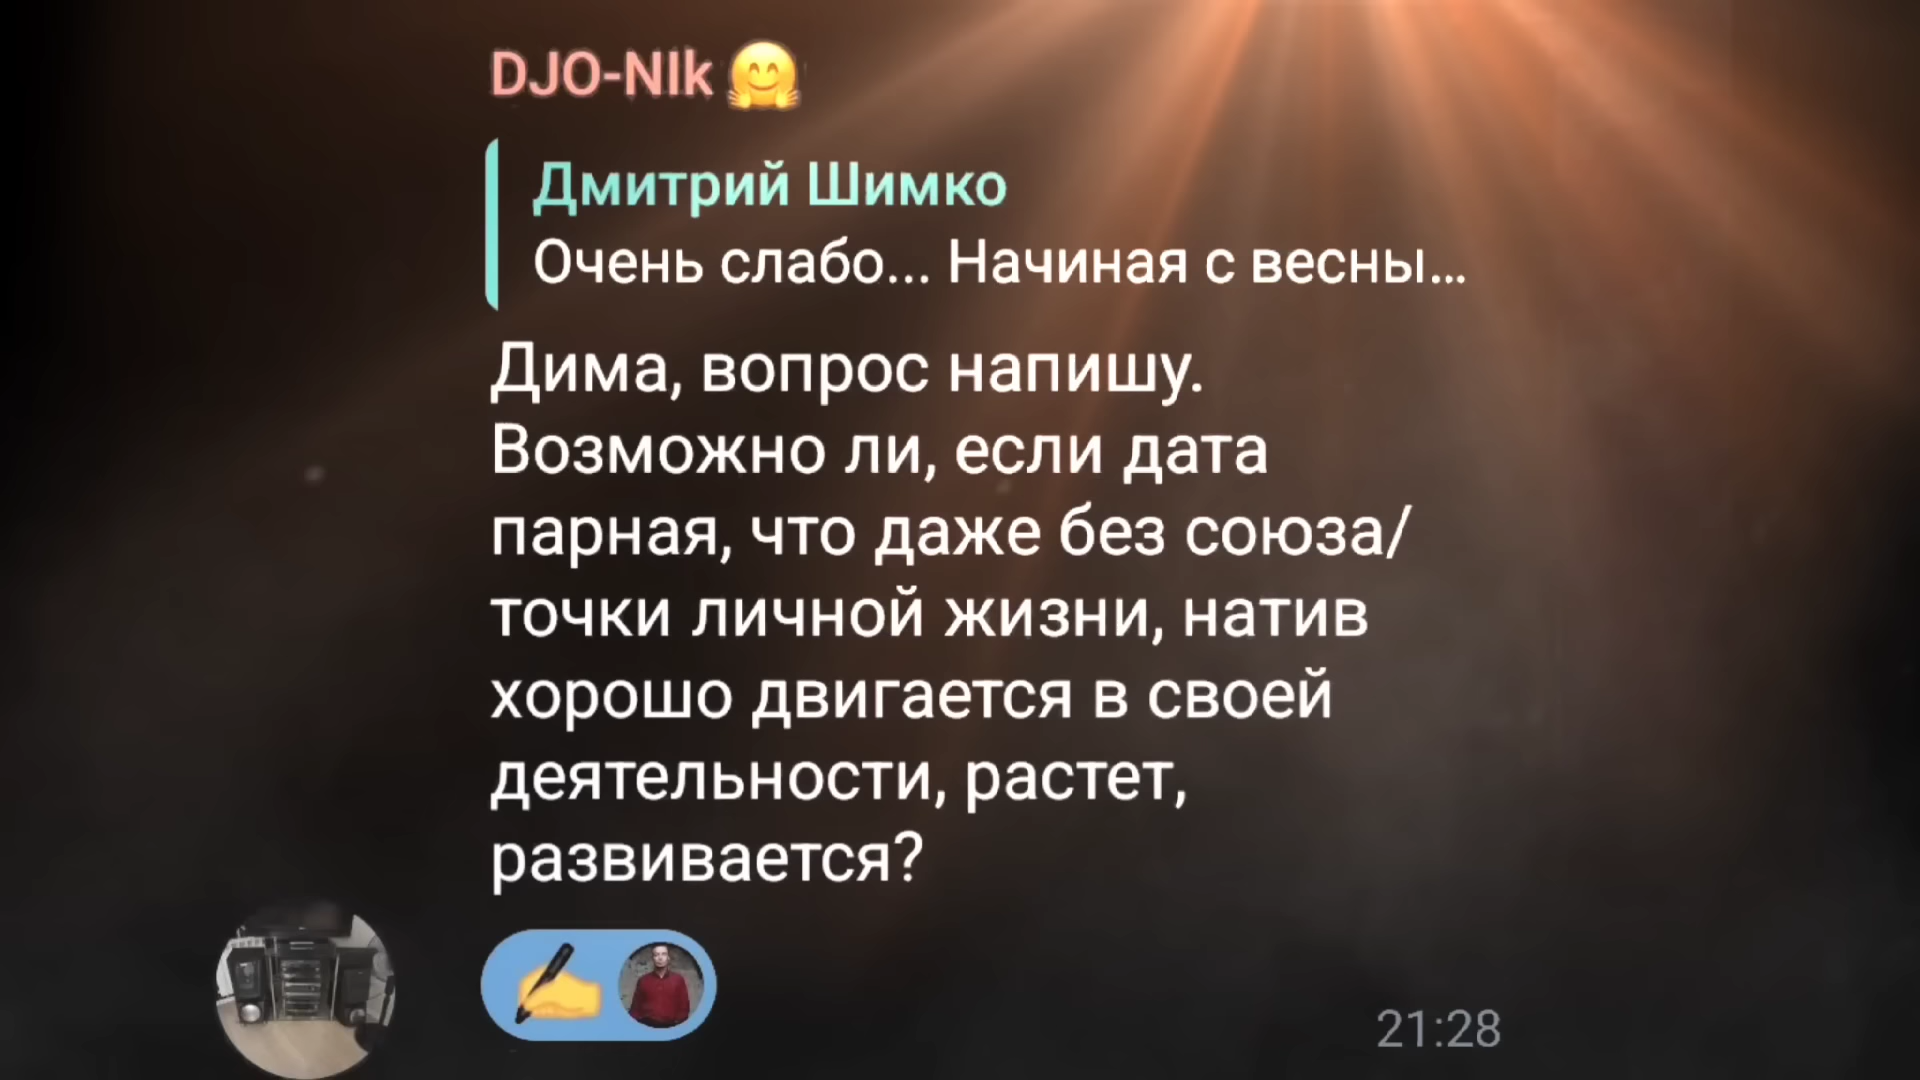 DJO-NIk 🤗
Дмитрий Шимко
Очень слабо... Начиная с весны...
Дима, вопрос напишу.
Возможно ли, если дата
парная, что даже без союза/
точки личной жизни, натив
хорошо двигается в своей
деятельности, растет,
развивается?
21:28